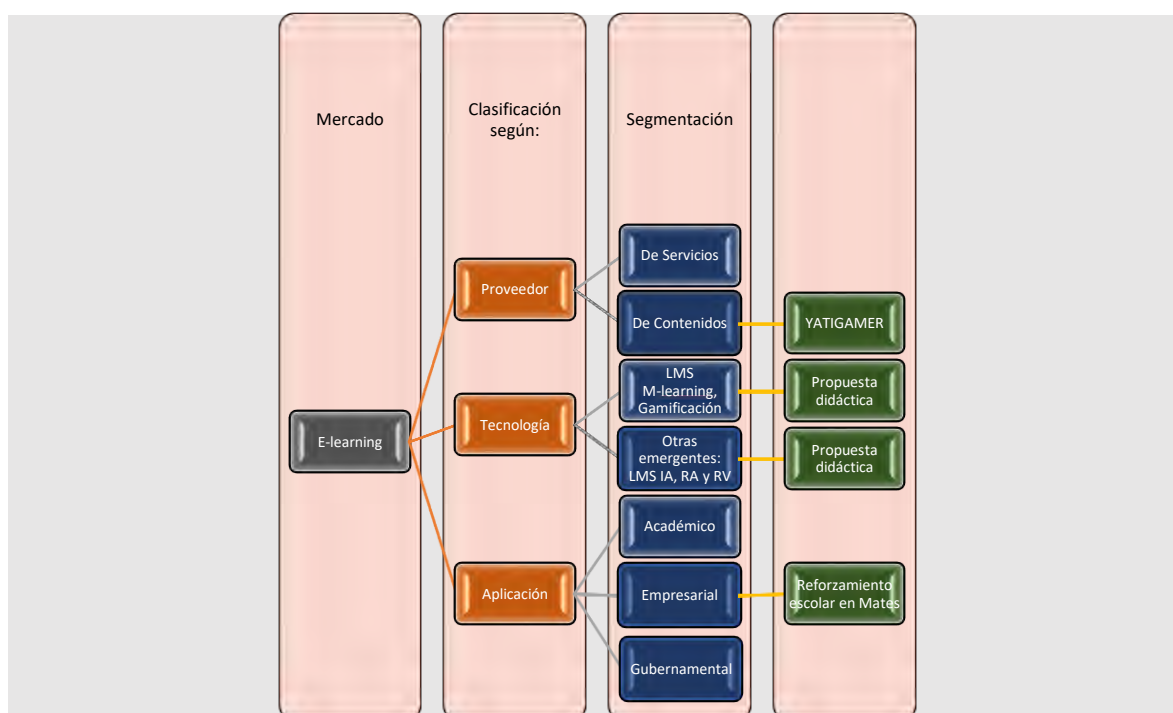 Mercado
Clasificación
según:
Segmentación
E-learning
Proveedor
Tecnología
Aplicación
De Servicios
De Contenidos
LMS
M-learning,
Gamificación
Otras
emergentes:
LMS IA, RA y RV
Académico
Empresarial
Gubernamental
YATIGAMER
Propuesta
didáctica
Propuesta
didáctica
Reforzamiento
escolar en Mates